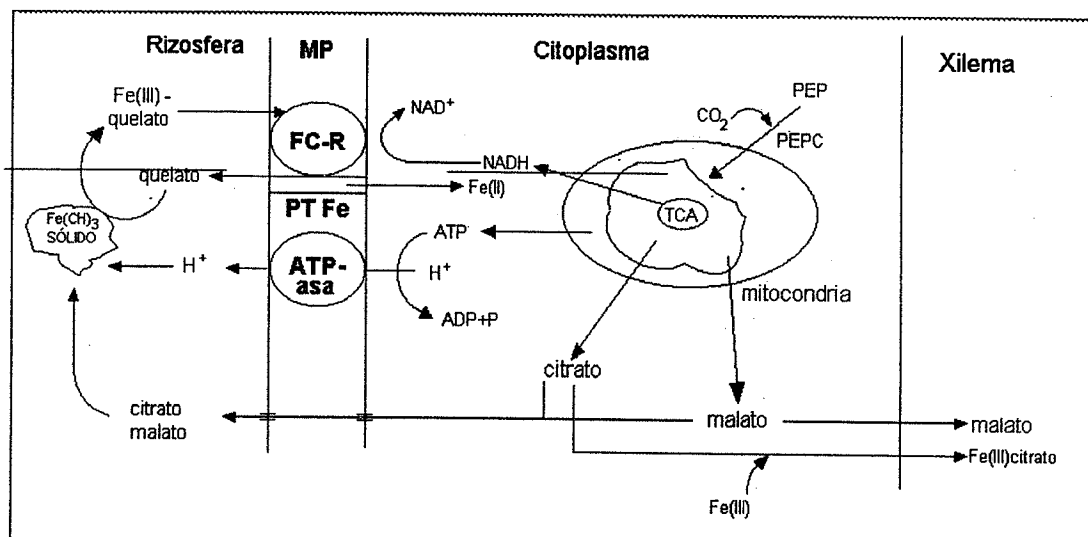 Rizosfera
MP
Citoplasma
Xilema
Fe(III) -
quelato
FC-R
NAD⁺
CO₂
PEP
PEPC
quelato
NADH
Fe(II)
TCA
Fe(CH)₃
SÓLIDO
PT Fe
ATP
H⁺
ATP-
asa
H⁺
ADP+P
mitocondria
citrato
citrato
malato
malato
malato
Fe(III)citrato
Fe(III)